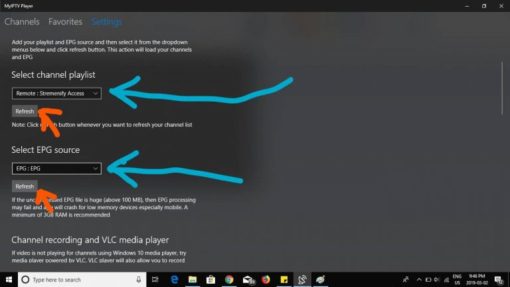 MyIPTV Player
Channels Favorites Settings
Add your playlist and EPG source and then select it from the dropdown
menus below and click refresh button. This action will load your channels
and EPG
Select channel playlist
Remote : Stremenify Access
Refresh
Note: Click refresh button whenever you want to refresh your channel list
Select EPG source
EPG : EPG
Refresh
If the EPG file is huge (above 100 MB), then EPG processing
may fail and will crash for low memory devices especially mobile. A
minimum of 3GB RAM is recommended
Channel recording and VLC media player
If video is not playing for channels using Windows 10 media player, try
media player powered by VLC. VLC player will also allow you to record
Type here to search
ENG
9:40 PM
2019-03-02